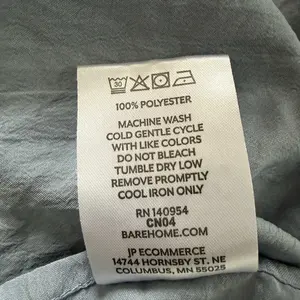 30
100% POLYESTER
MACHINE WASH
COLD GENTLE CYCLE
WITH LIKE COLORS
DO NOT BLEACH
TUMBLE DRY LOW
REMOVE PROMPTLY
COOL IRON ONLY
RN 140954
CN04
BAREHOME.COM
JP ECOMMERCE
14744 HORNSBY ST. NE
COLUMBUS, MN 55025